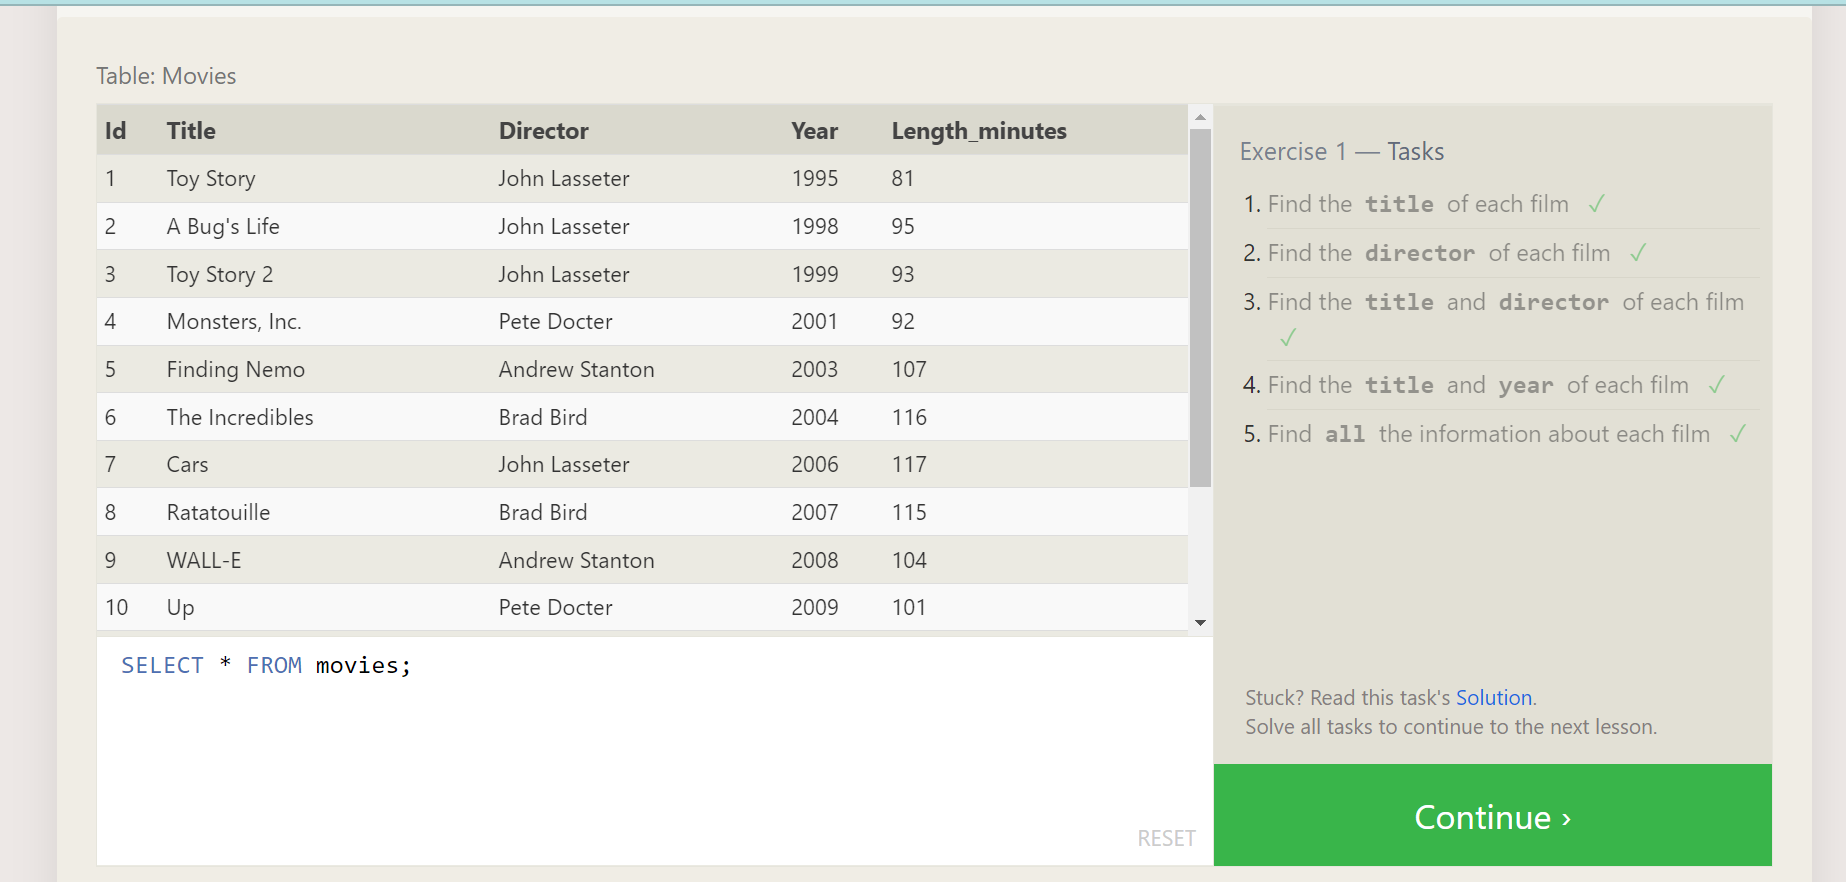 Table: Movies
Id Title Director Year Length_minutes
1 Toy Story John Lasseter 1995 81
2 A Bug's Life John Lasseter 1998 95
3 Toy Story 2 John Lasseter 1999 93
4 Monsters, Inc. Pete Docter 2001 92
5 Finding Nemo Andrew Stanton 2003 107
6 The Incredibles Brad Bird 2004 116
7 Cars John Lasseter 2006 117
8 Ratatouille Brad Bird 2007 115
9 WALL-E Andrew Stanton 2008 104
10 Up Pete Docter 2009 101
SELECT * FROM movies;
RESET
Exercise 1 — Tasks
1. Find the title of each film ✓
2. Find the director of each film ✓
3. Find the title and director of each film
✓
4. Find the title and year of each film ✓
5. Find all the information about each film ✓
Stuck? Read this task's Solution.
Solve all tasks to continue to the next lesson.
Continue ›